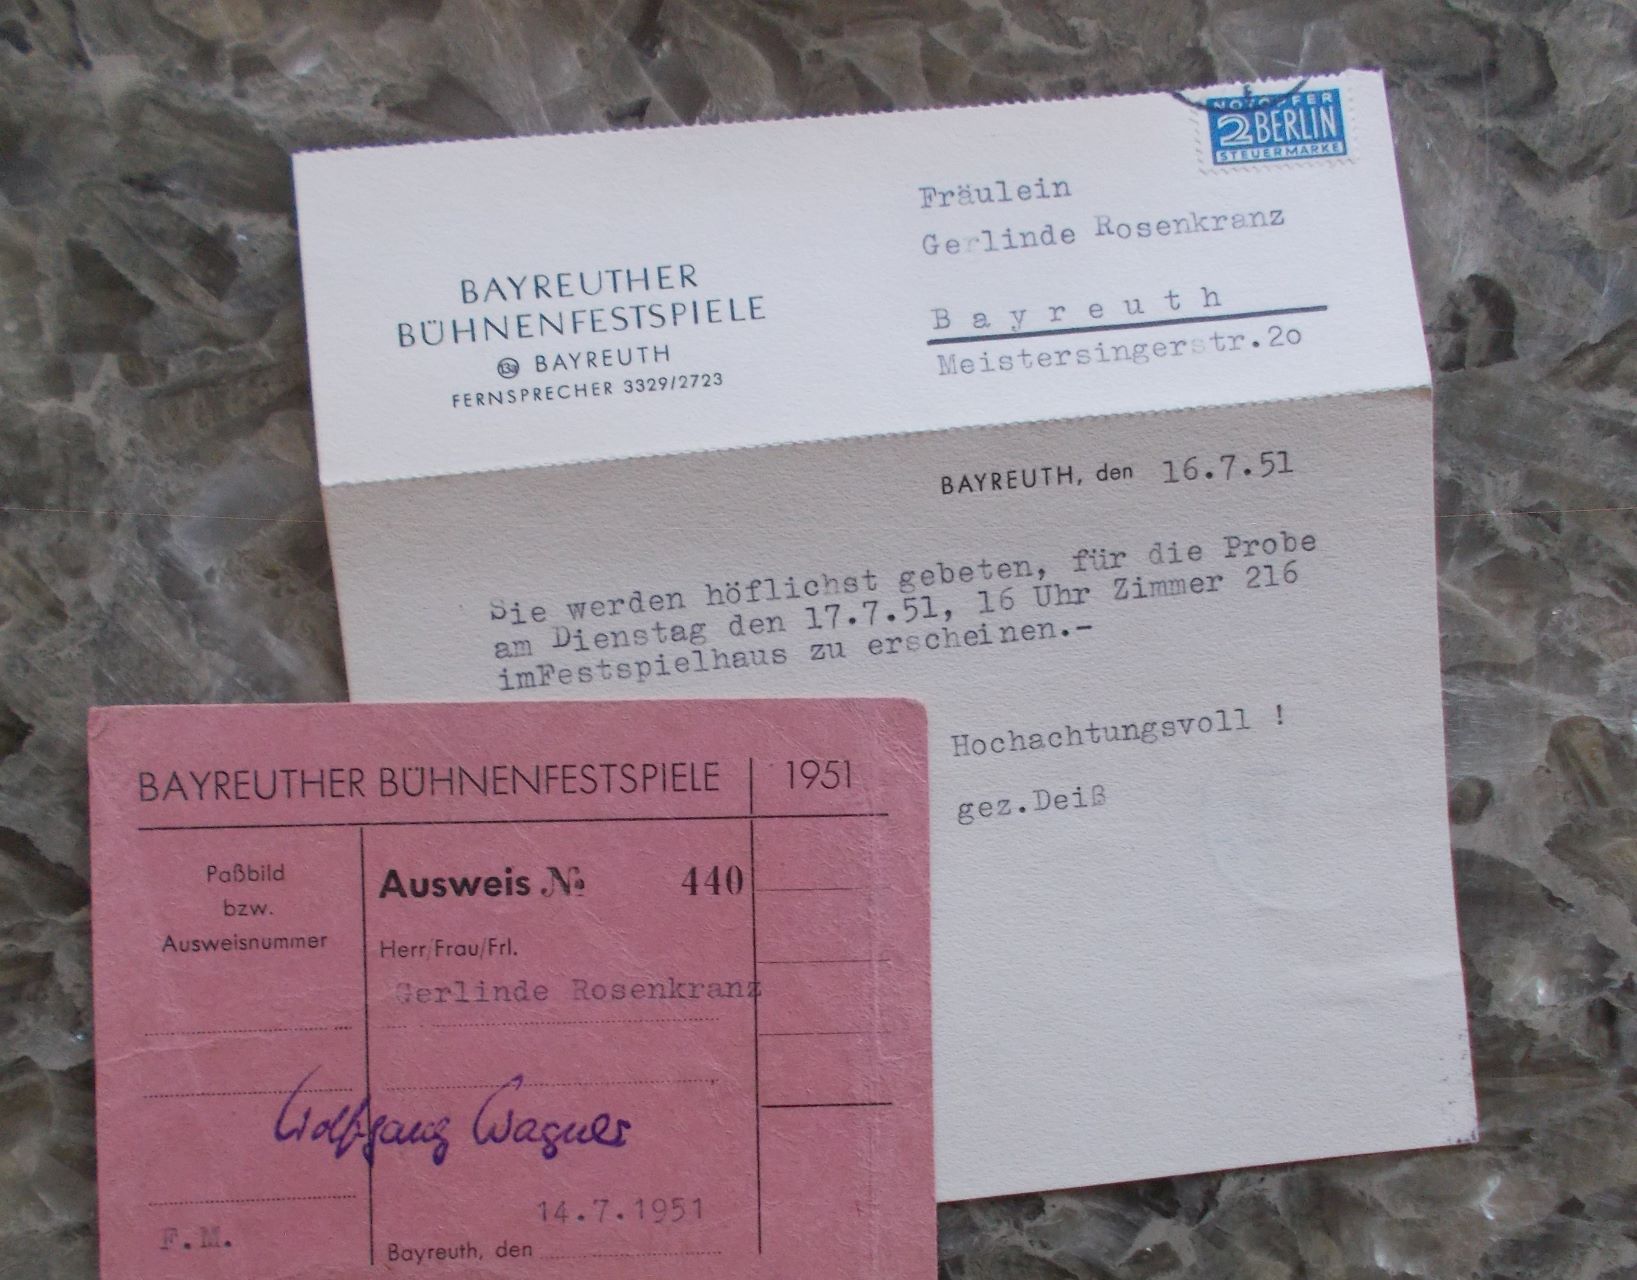 NOTOPFER
2 BERLIN
STEUERMARKE
Fräulein
Gerlinde Rosenkranz
Bayreuth
Meistersingerstr.2o
BAYREUTHER
BÜHNENFESTSPIELE
13a BAYREUTH
FERNSPRECHER 3329/2723
BAYREUTH, den 16.7.51
Sie werden höflichst gebeten, für die Probe
am Dienstag den 17.7.51, 16 Uhr Zimmer 216
imFestspielhaus zu erscheinen.-
Hochachtungsvoll !
gez.Deiß
BAYREUTHER BÜHNENFESTSPIELE | 1951
Paßbild
bzw.
Ausweisnummer
Ausweis № 440
Herr/Frau/Frl.
Gerlinde Rosenkranz
Wolfgang Wagner
14.7.1951
F.M.
Bayreuth, den